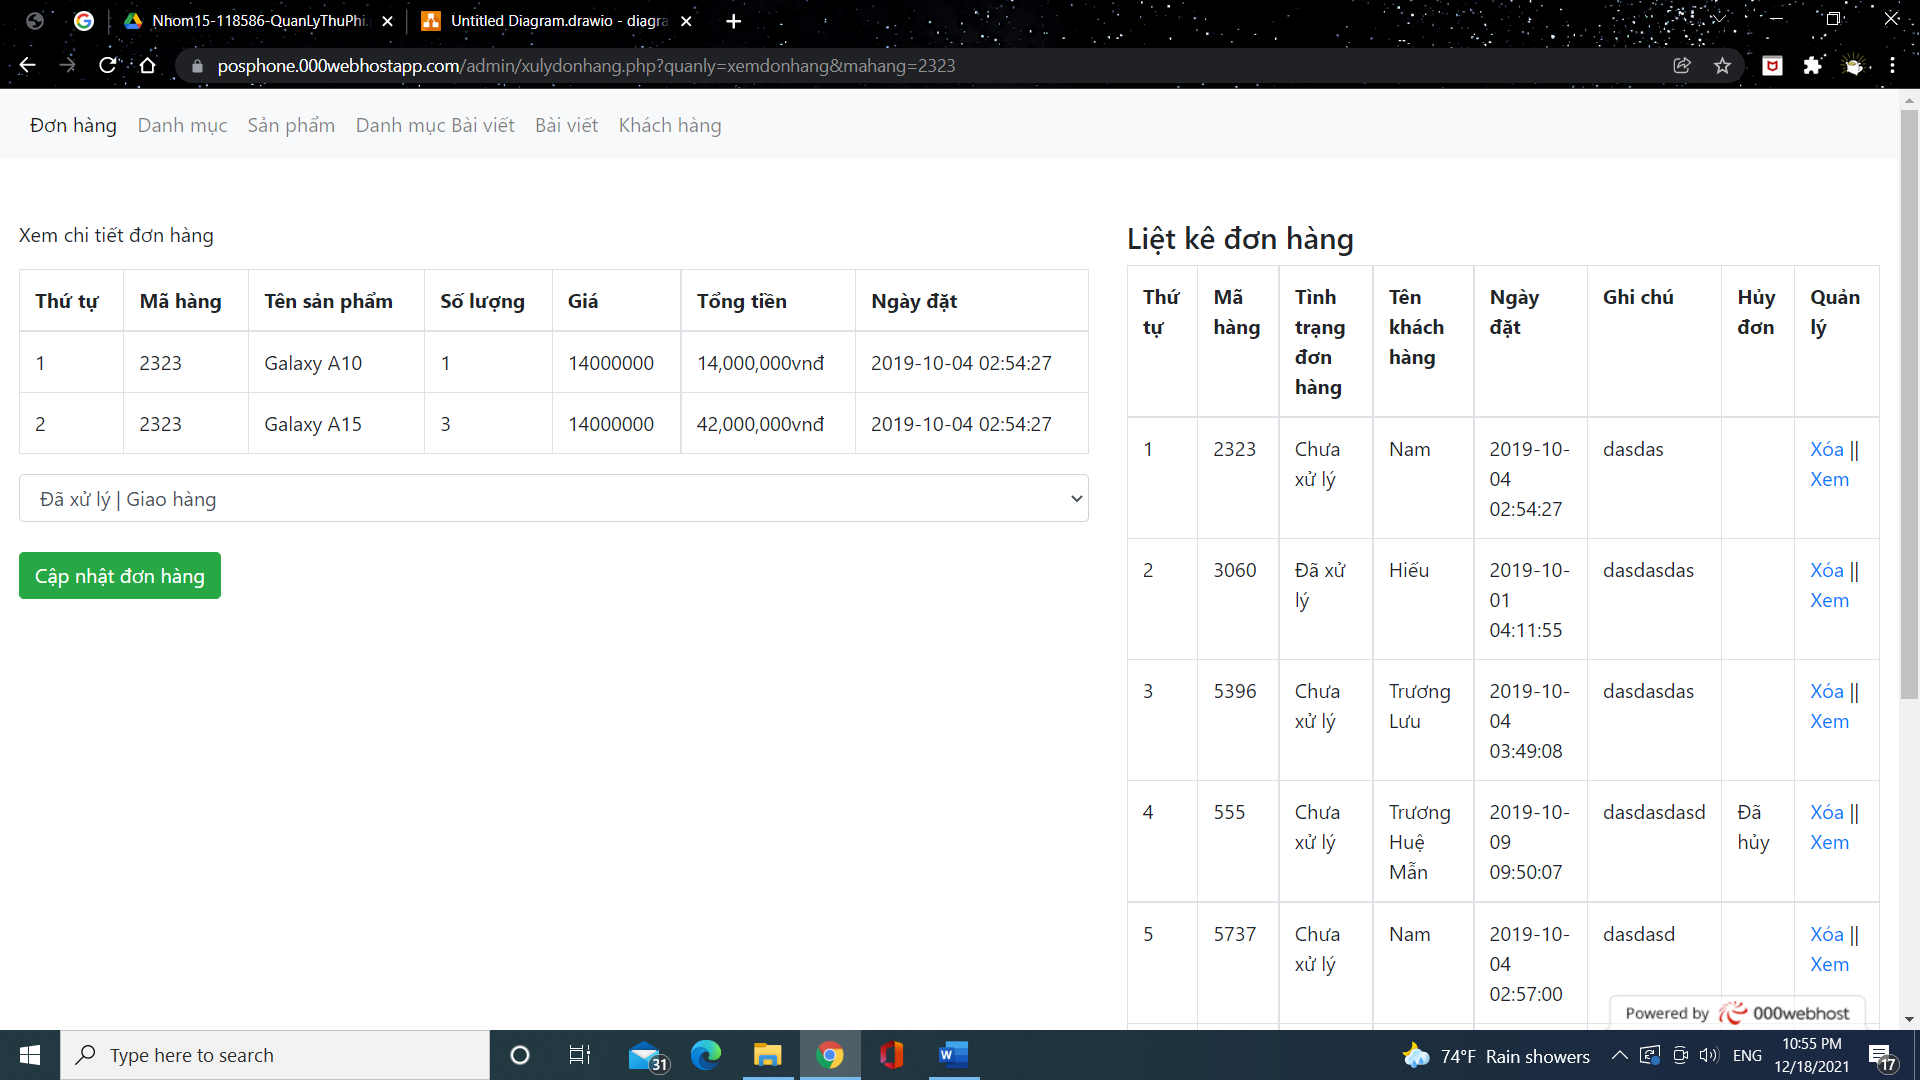 Nhom15-118586-QuanLyThuPhi.
Untitled Diagram.drawio - diagra
posphone.000webhostapp.com/admin/xulydonhang.php?quanly=xemdonhang&mahang=2323
Đơn hàng Danh mục Sản phẩm Danh mục Bài viết Bài viết Khách hàng
Xem chi tiết đơn hàng
Thứ tự Mã hàng Tên sản phẩm Số lượng Giá Tổng tiền Ngày đặt
1 2323 Galaxy A10 1 14000000 14,000,000vnđ 2019-10-04 02:54:27
2 2323 Galaxy A15 3 14000000 42,000,000vnđ 2019-10-04 02:54:27
Đã xử lý | Giao hàng
Cập nhật đơn hàng
Liệt kê đơn hàng
Thứ Mã Tình Tên Ngày Ghi chú Hủy Quản
tự hàng trạng khách đặt đơn lý
đơn hàng
hàng
1 2323 Chưa Nam 2019-10- dasdas Xóa ||
xử lý 04 Xem
02:54:27
2 3060 Đã xử Hiếu 2019-10- dasdasdas Xóa ||
lý 01 Xem
04:11:55
3 5396 Chưa Trương 2019-10- dasdasdas Xóa ||
xử lý Lưu 04 Xem
03:49:08
4 555 Chưa Trương 2019-10- dasdasdasd Đã Xóa ||
xử lý Huệ 09 hủy Xem
Mẫn 09:50:07
5 5737 Chưa Nam 2019-10- dasdasd Xóa ||
xử lý 04 Xem
02:57:00
Powered by 000webhost
Type here to search
31
74°F Rain showers
ENG
10:55 PM
12/18/2021
17